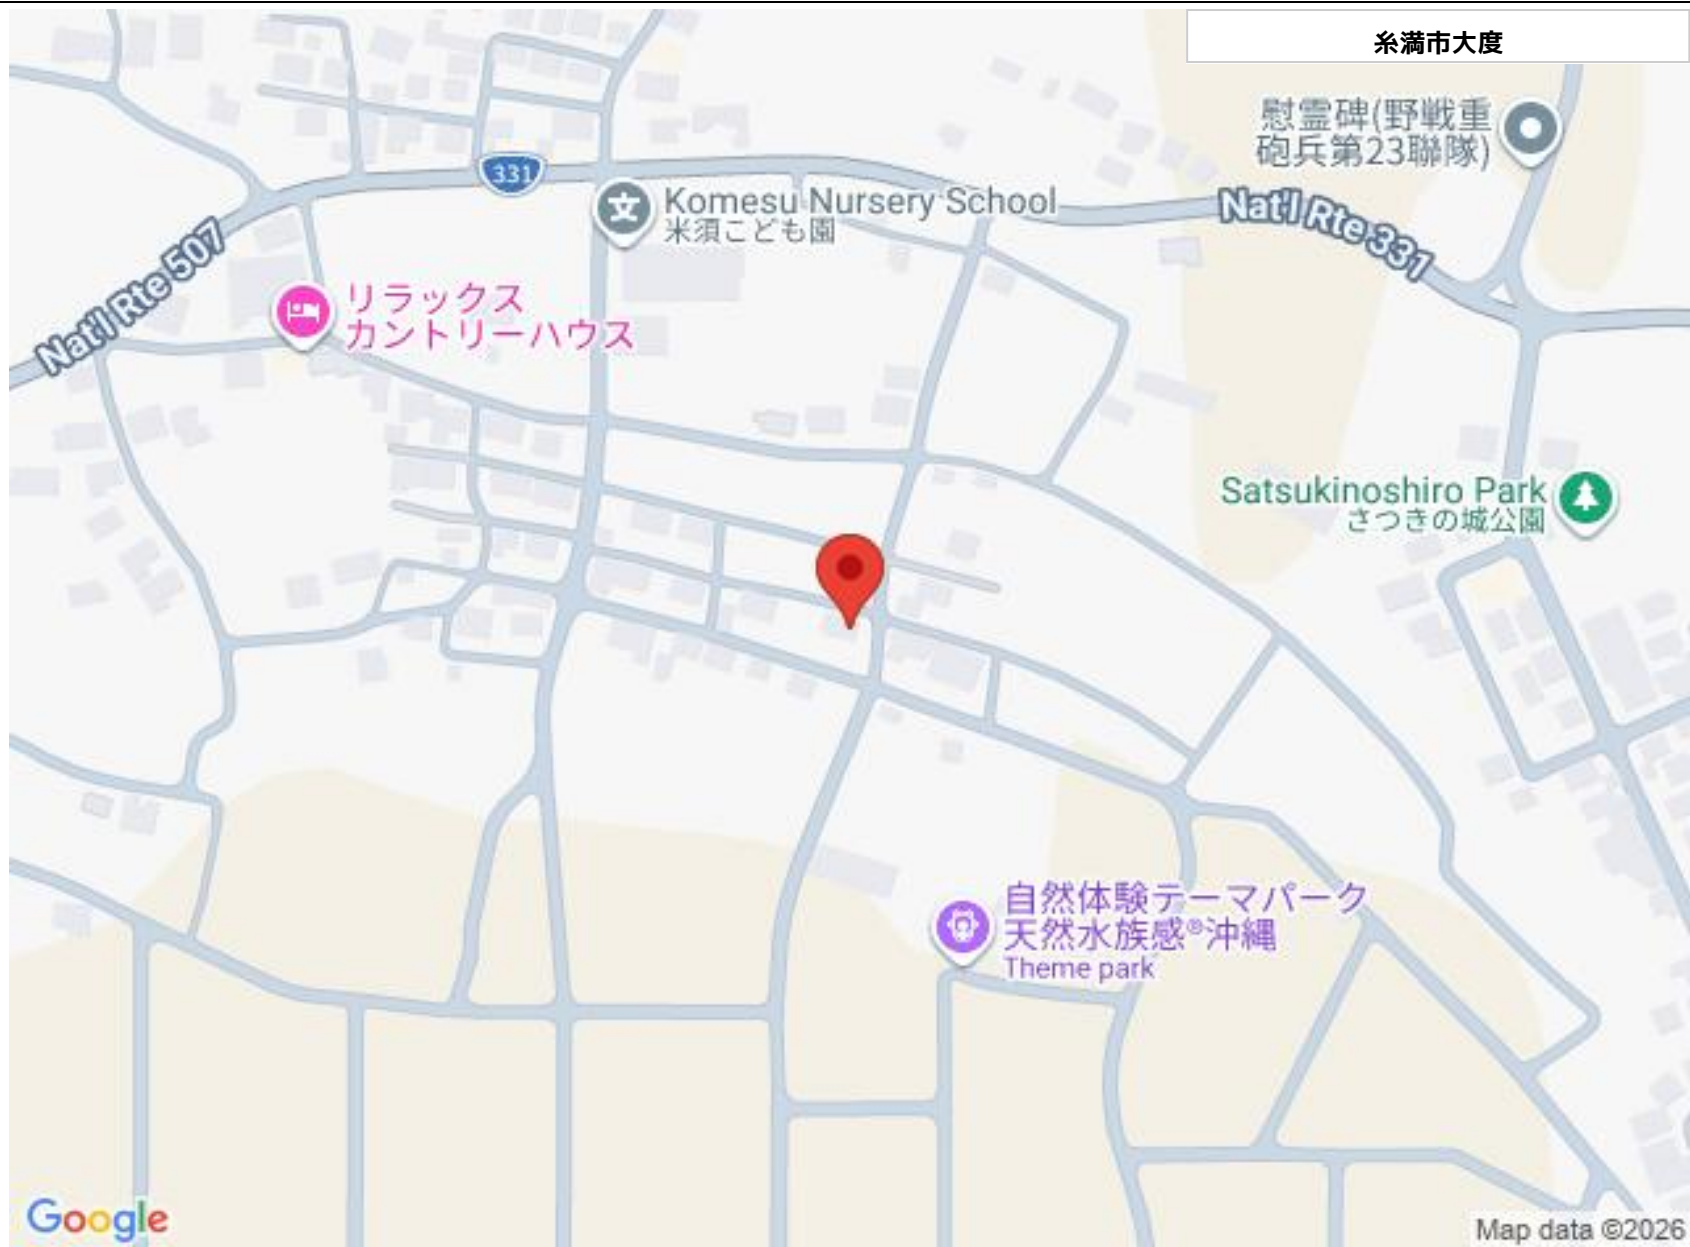 糸満市大度
慰霊碑(野戦重
砲兵第23聯隊)
331
Komesu Nursery School
米須こども園
Nat'l Rte 331
Nat'l Rte 507
リラックス
カントリーハウス
Satsukinoshiro Park
さつきの城公園
自然体験テーマパーク
天然水族感®沖縄
Theme park
Google
Map data ©2026